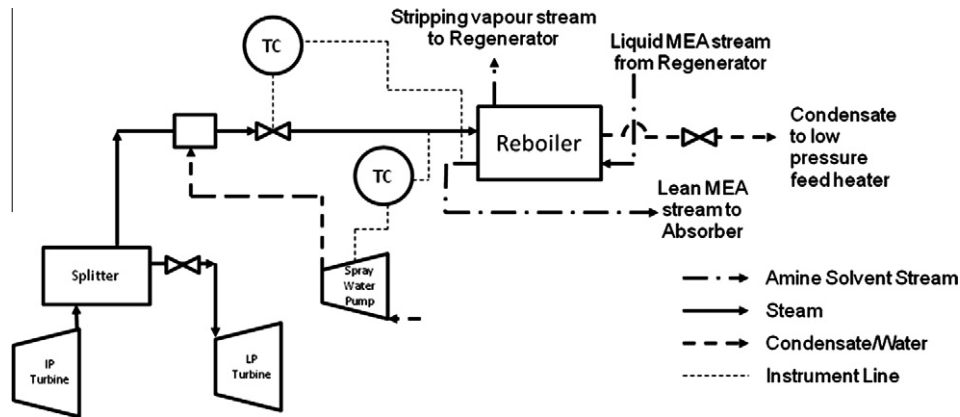 Stripping vapour stream
to Regenerator
TC
Liquid MEA stream
from Regenerator
Reboiler
Condensate
to low
pressure
feed heater
TC
Lean MEA
stream to
Absorber
Splitter
Spray
Water
Pump
IP
Turbine
LP
Turbine
Amine Solvent Stream
Steam
Condensate/Water
Instrument Line